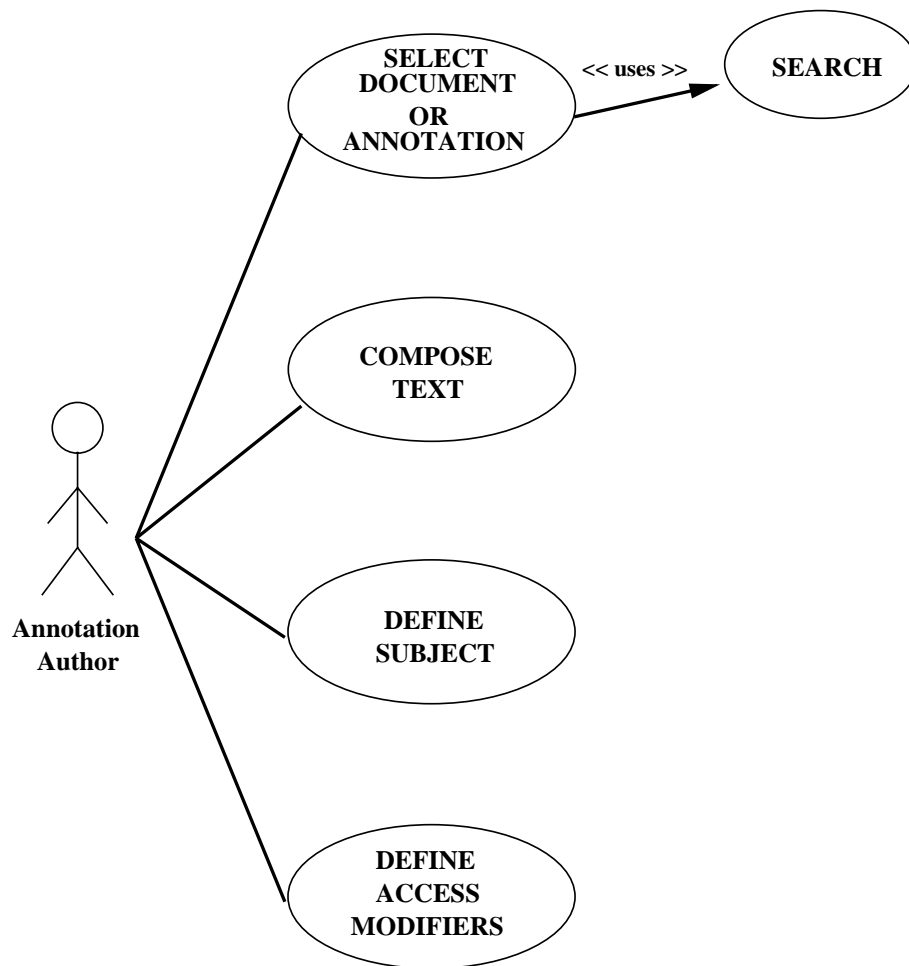 SELECT
DOCUMENT
OR
ANNOTATION
<< uses >>
SEARCH
COMPOSE
TEXT
Annotation
Author
DEFINE
SUBJECT
DEFINE
ACCESS
MODIFIERS